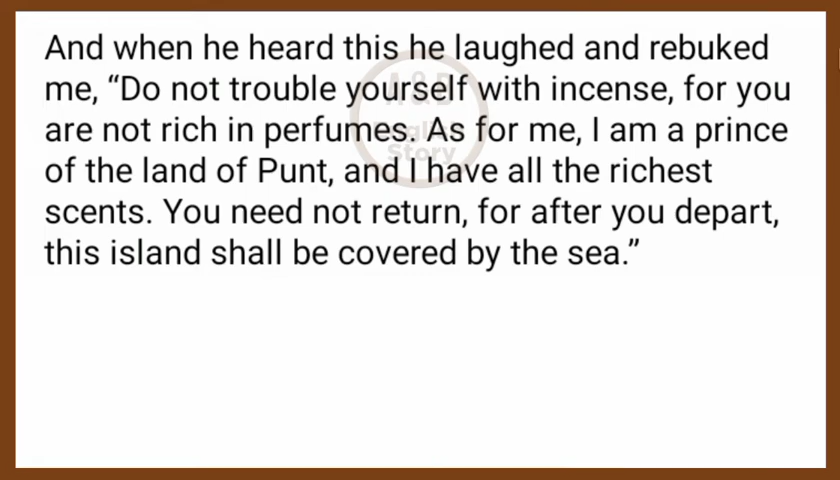 And when he heard this he laughed and rebuked
me, “Do not trouble yourself with incense, for you
are not rich in perfumes. As for me, I am a prince
of the land of Punt, and I have all the richest
scents. You need not return, for after you depart,
this island shall be covered by the sea.”
A & D
English
Story